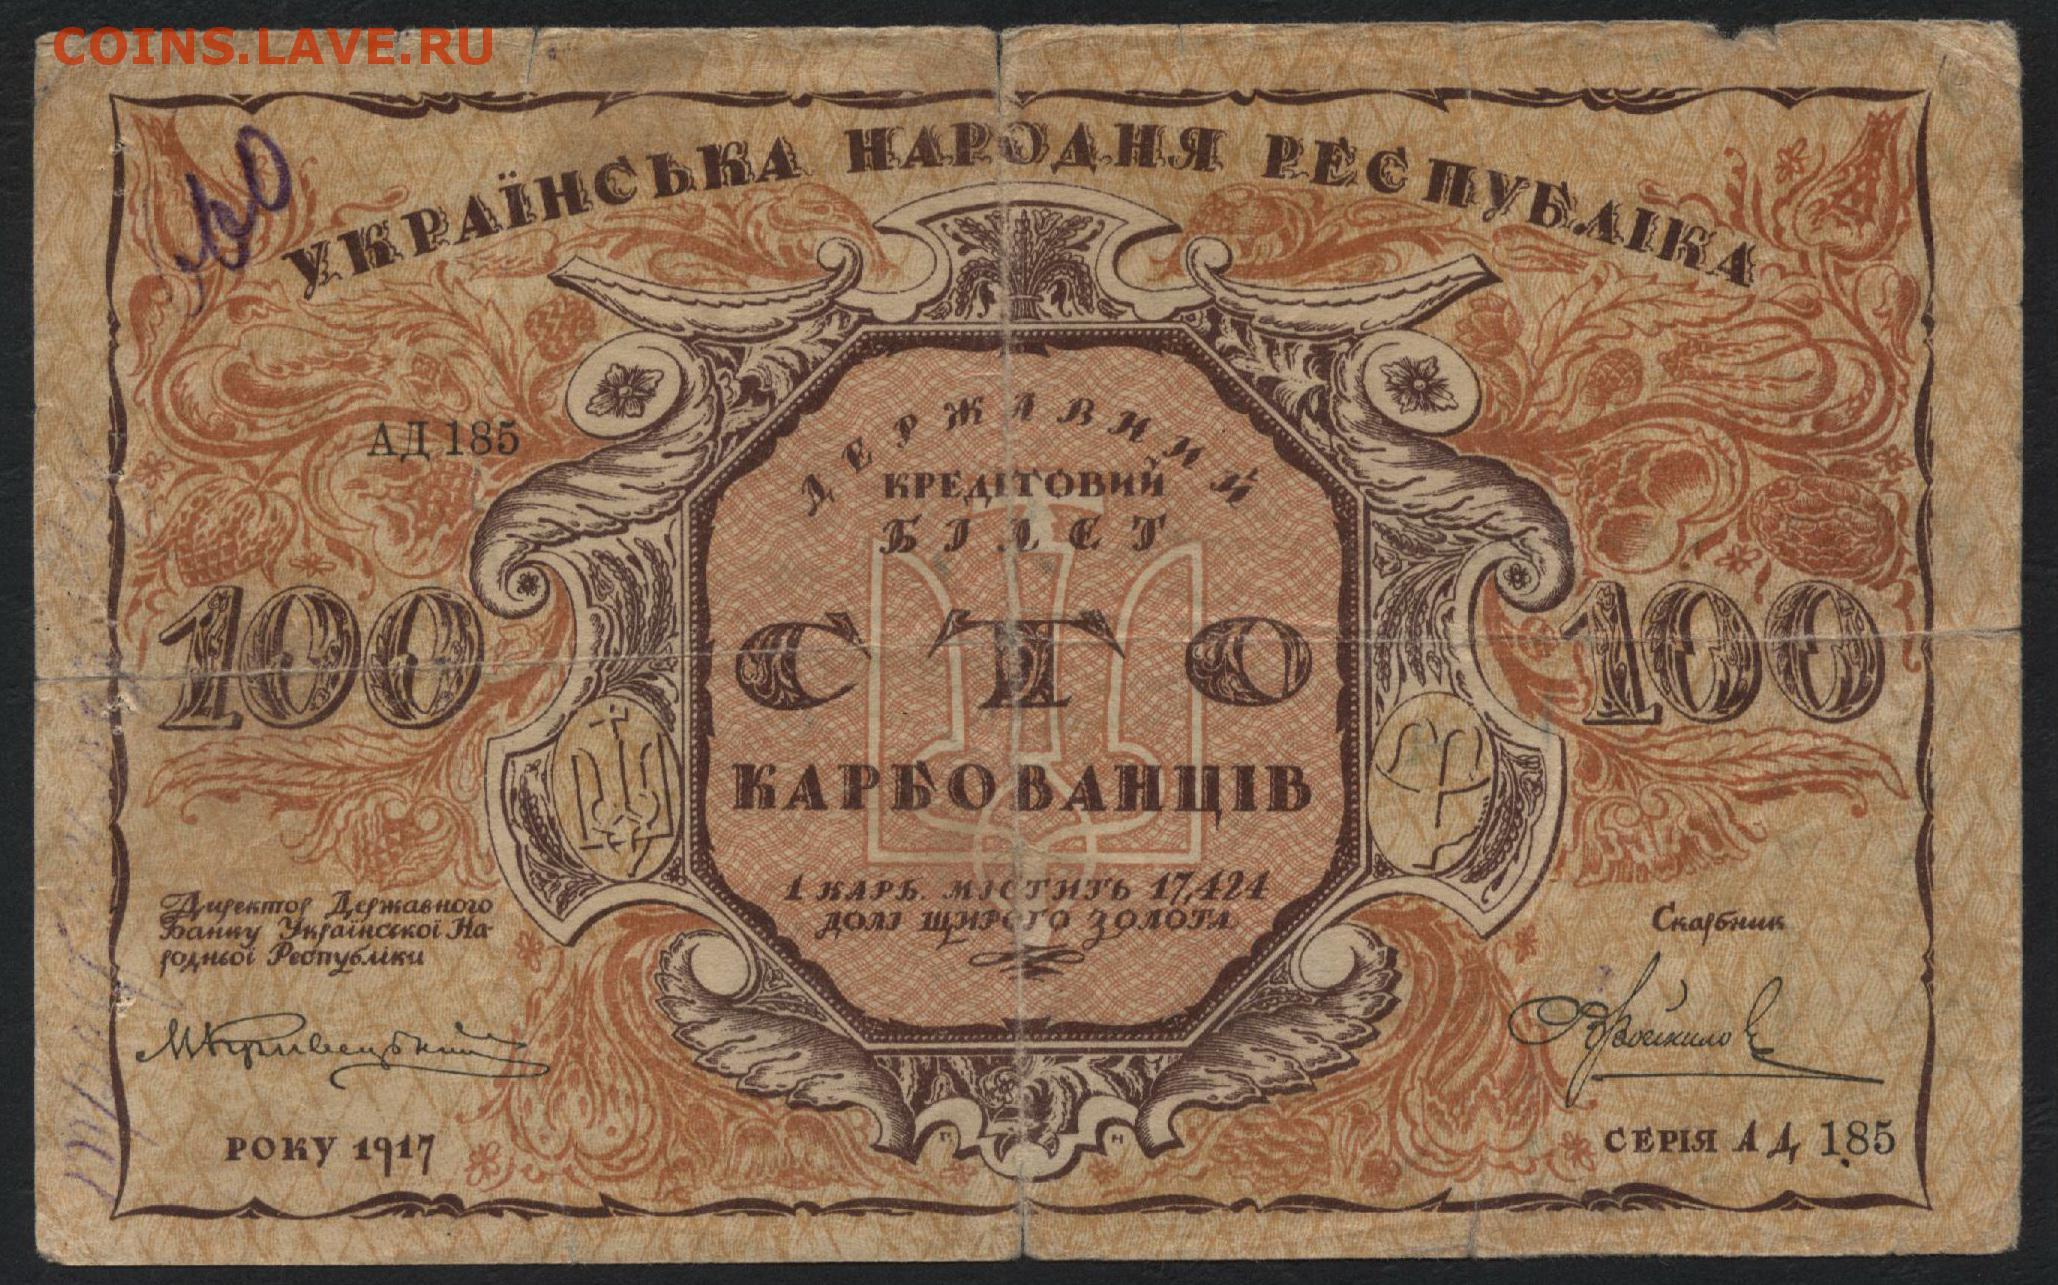 COINS.LAVE.RU
УКРАЇНСЬКА НАРОДНЯ РЕСПУБЛІКА
АД 185
ДЕРЖАВНИЙ
КРЕДІТОВИЙ
БІЛЕТ
100
СТО
100
КАРБОВАНЦІВ
1 КАРБ. МІСТИТЬ 17,424
ДОЛІ ЩИРОГО ЗОЛОТА
Директор Державного
Банку Української На-
родньої Республіки
Скарбник
РОКУ 1917
СЕРІЯ АД 185